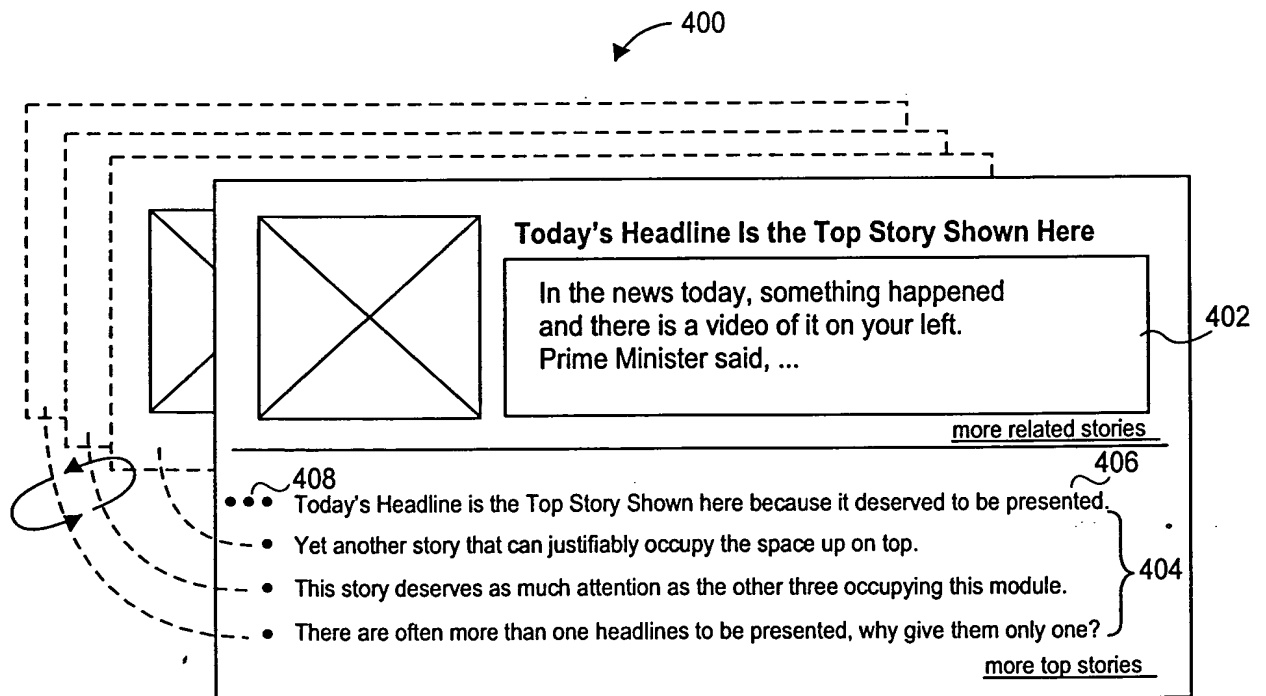 400
Today's Headline Is the Top Story Shown Here
In the news today, something happened
and there is a video of it on your left.
Prime Minister said, ...
402
more related stories
406
408
Today's Headline is the Top Story Shown here because it deserved to be presented.
Yet another story that can justifiably occupy the space up on top.
404
This story deserves as much attention as the other three occupying this module.
There are often more than one headlines to be presented, why give them only one?
more top stories